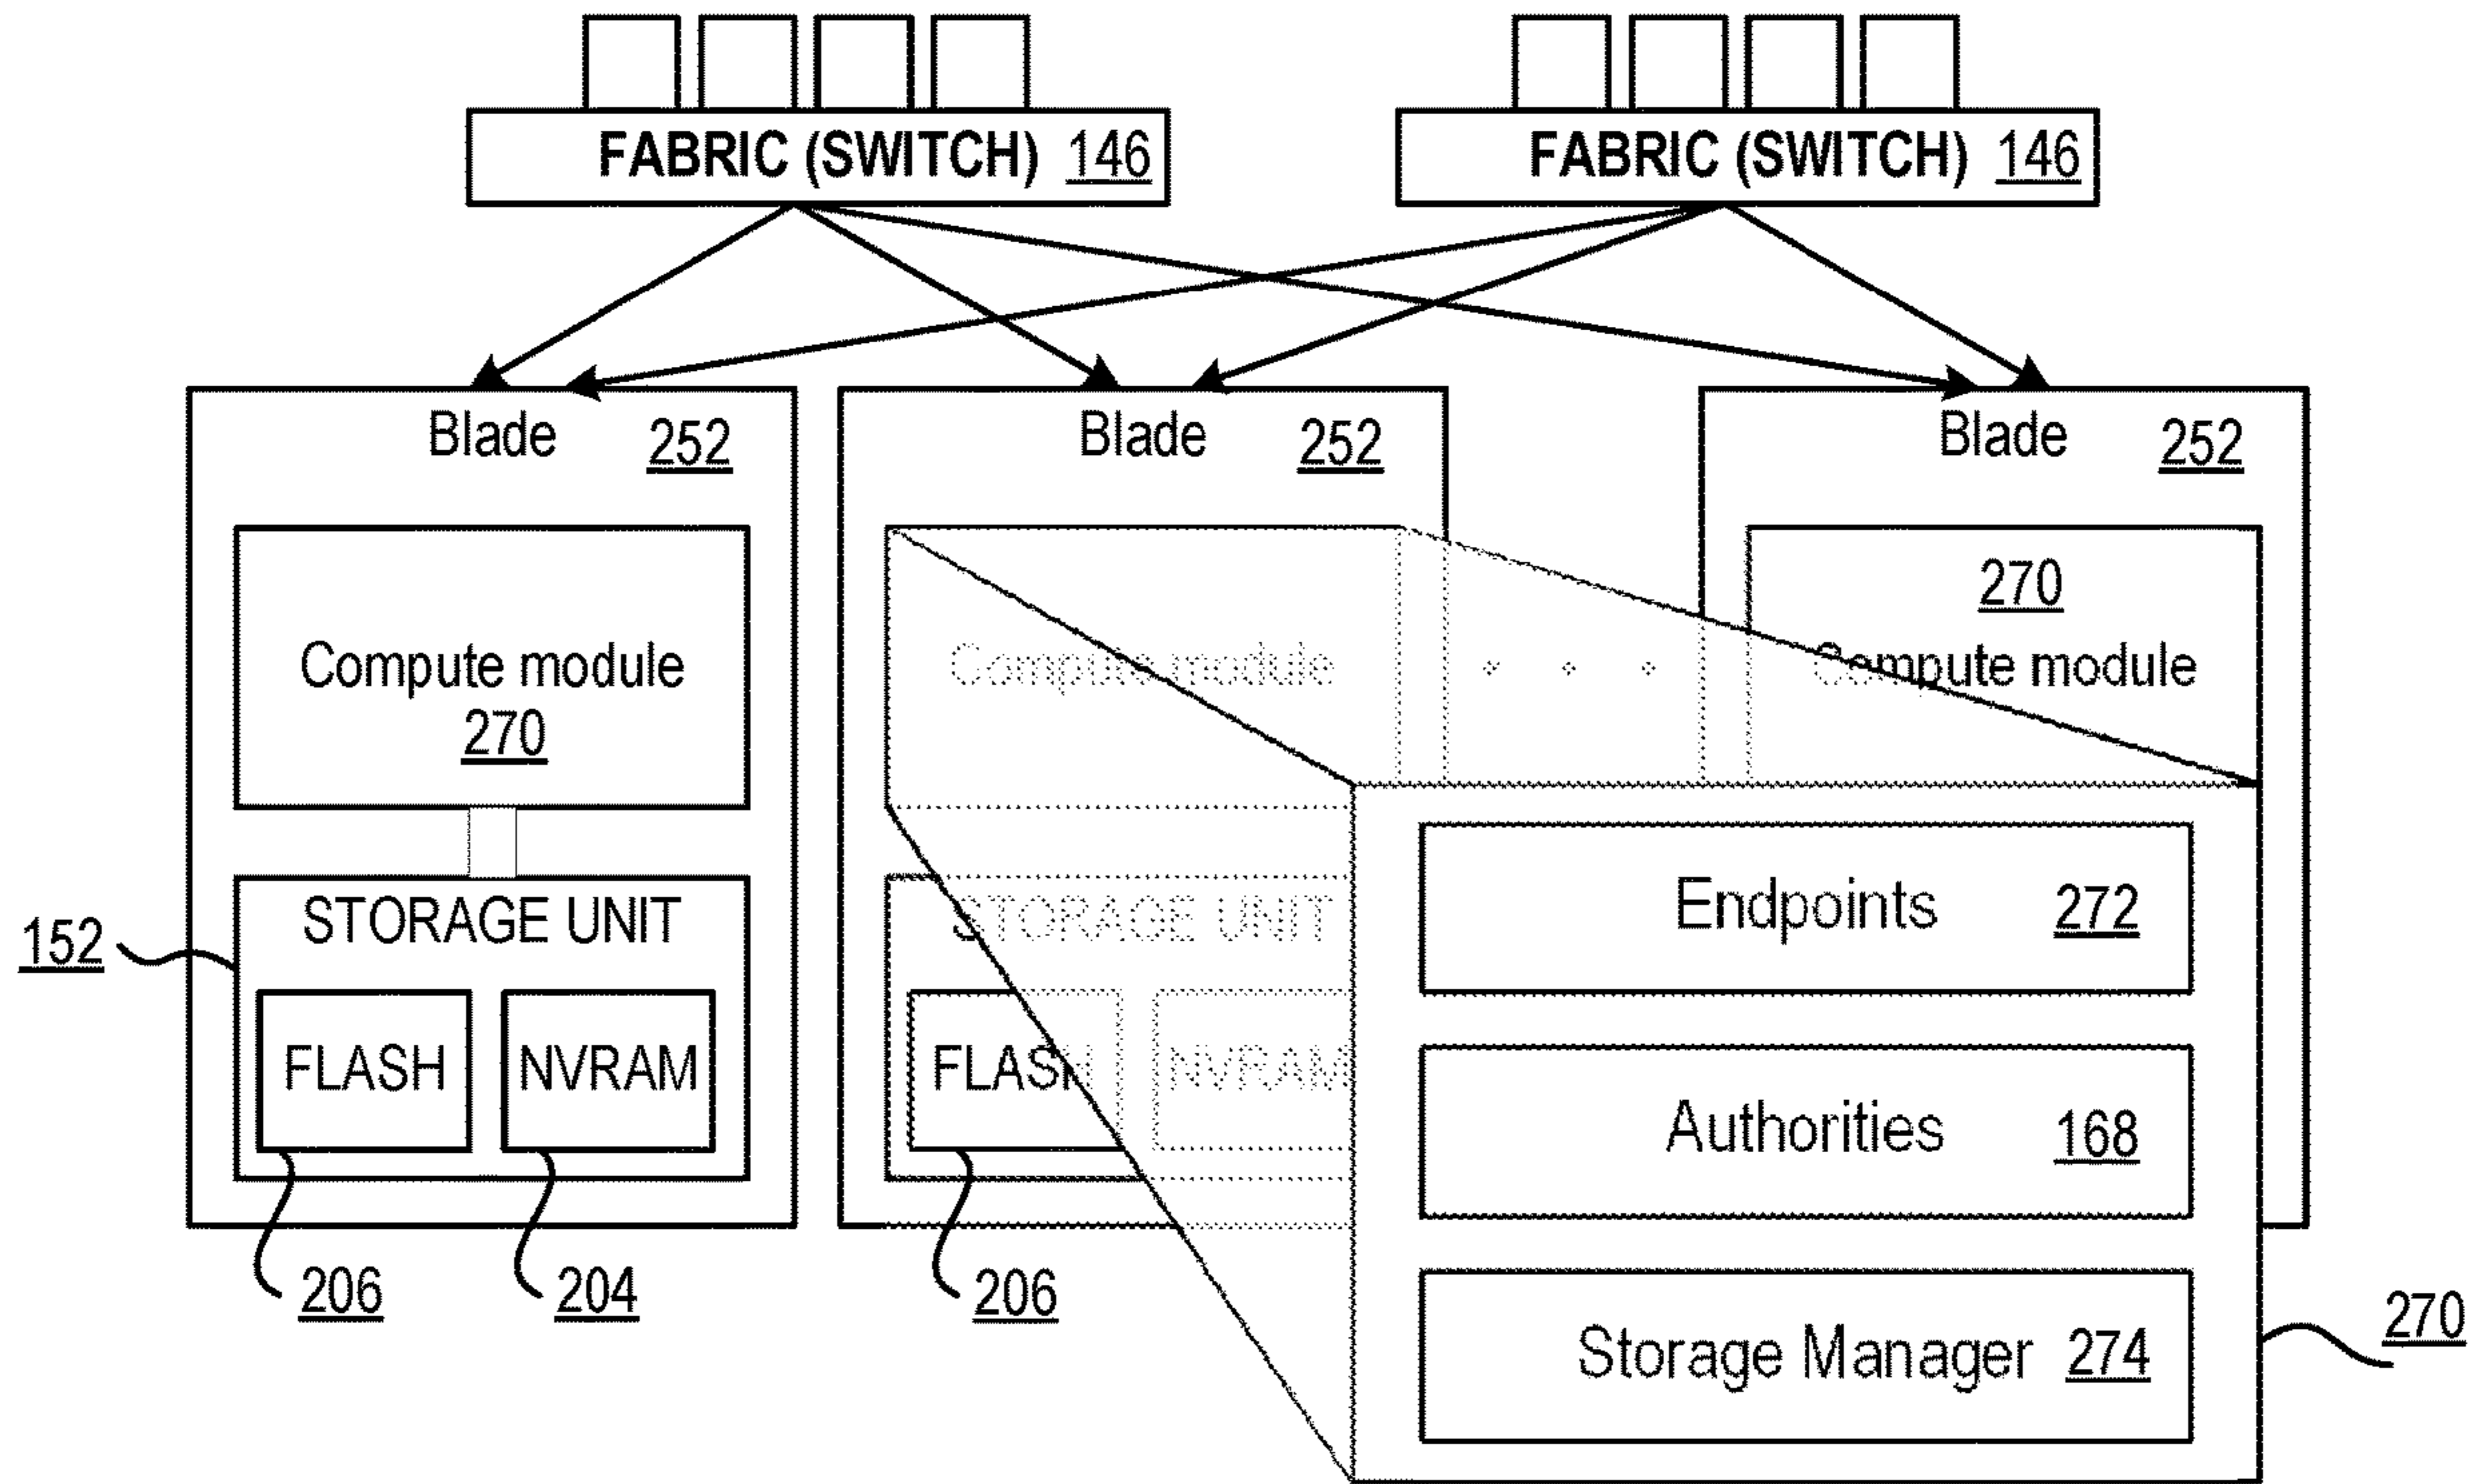 FABRIC (SWITCH) 146
FABRIC (SWITCH) 146
Blade 252
Blade 252
Blade 252
Compute module
270
Compute module
. . .
270
Compute module
152
STORAGE UNIT
FLASH
NVRAM
206
204
STORAGE UNIT
FLASH
NVRAM
206
Endpoints 272
Authorities 168
Storage Manager 274
270